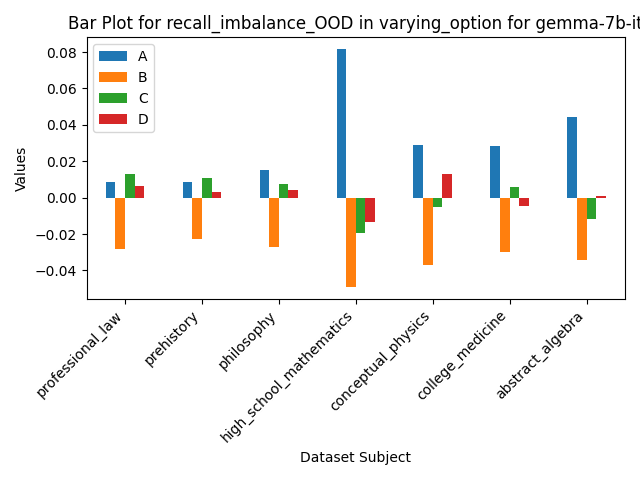 Bar Plot for recall_imbalance_OOD in varying_option for gemma-7b-it
A
B
C
D
Values
0.08
0.06
0.04
0.02
0.00
−0.02
−0.04
professional_law
prehistory
philosophy
high_school_mathematics
conceptual_physics
college_medicine
abstract_algebra
Dataset Subject